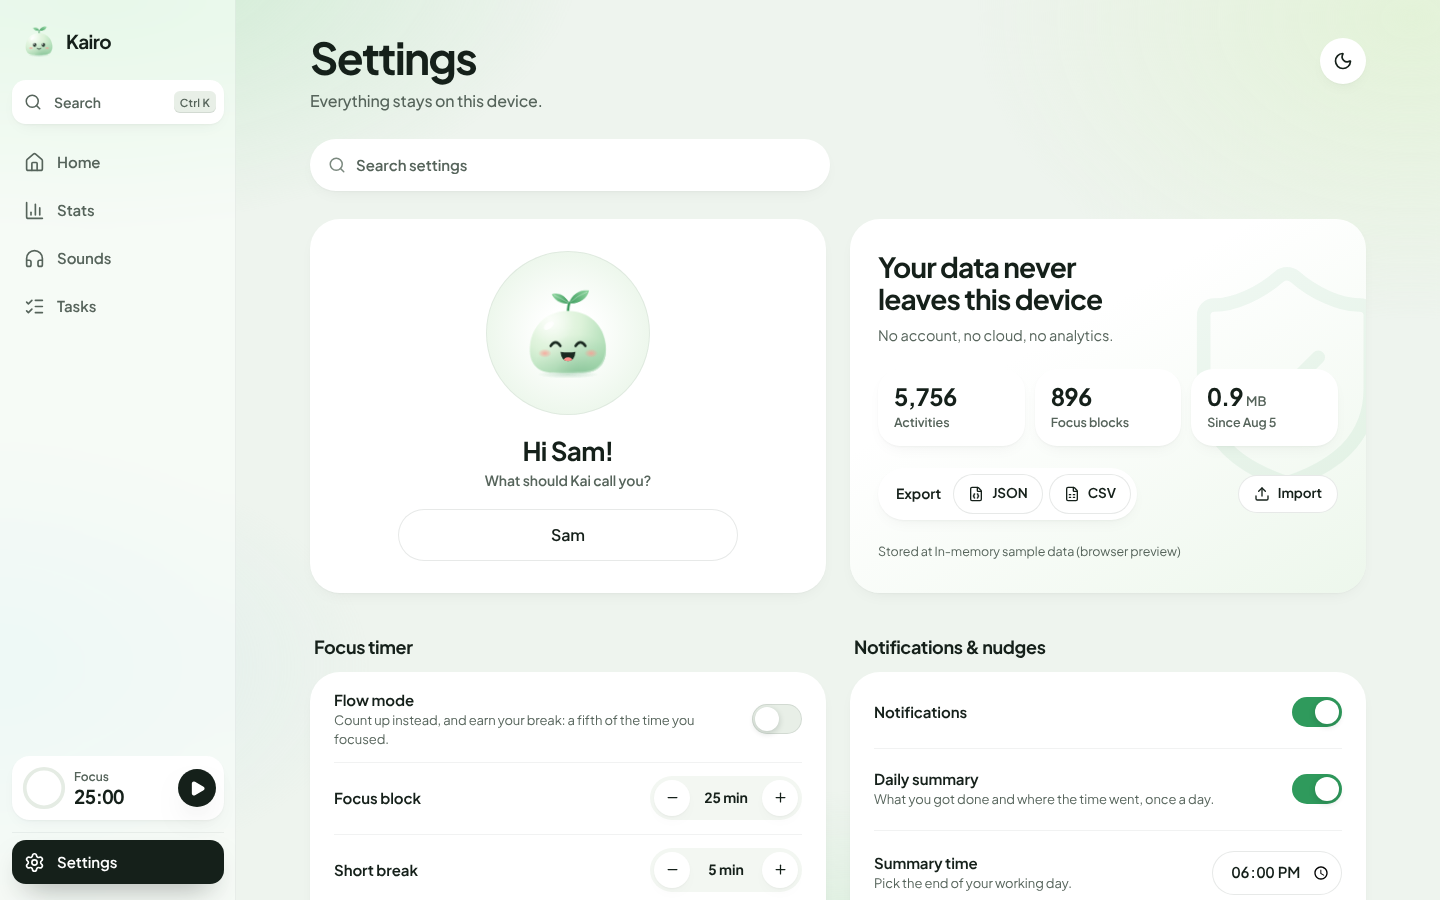 Kairo
Search
Ctrl K
Home
Stats
Sounds
Tasks
Focus
25:00
Settings
Settings
Everything stays on this device.
Search settings
Hi Sam!
What should Kai call you?
Sam
Your data never
leaves this device
No account, no cloud, no analytics.
5,756
Activities
896
Focus blocks
0.9 MB
Since Aug 5
Export
JSON
CSV
Import
Stored at In-memory sample data (browser preview)
Focus timer
Flow mode
Count up instead, and earn your break: a fifth of the time you
focused.
Focus block
− 25 min +
Short break
− 5 min +
Notifications & nudges
Notifications
Daily summary
What you got done and where the time went, once a day.
Summary time
Pick the end of your working day.
06:00 PM